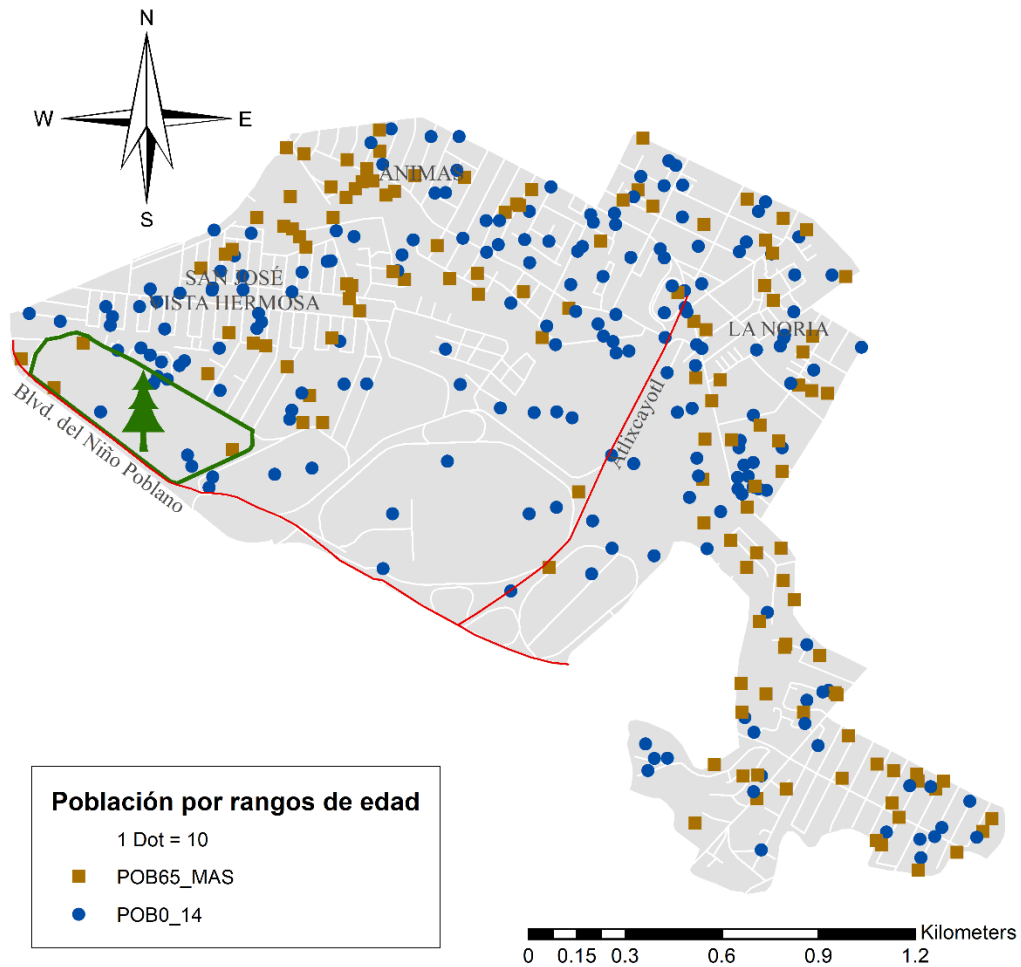 N
W E
S
ANIMAS
SAN JOSÉ
VISTA HERMOSA
LA NORIA
Atlixcayotl
Blvd. del Niño Poblano
Población por rangos de edad
1 Dot = 10
POB65_MAS
POB0_14
Kilometers
0 0.15 0.3 0.6 0.9 1.2